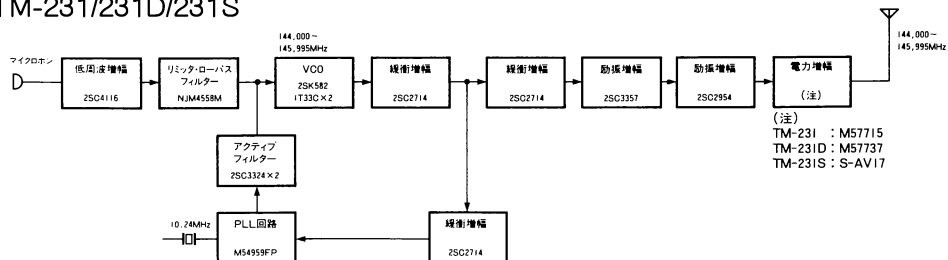 TM-231/231D/231S
144,000～
145,995MHz
マイクロホン
低周波増幅
2SC4116
リミッタ・ローパス
フィルター
NJM4558M
144,000～
145,995MHz
VCO
2SK582
1T33C×2
緩衝増幅
2SC2714
緩衝増幅
2SC2714
励振増幅
2SC3357
励振増幅
2SC2954
電力増幅
(注)
(注)
TM-231 : M57715
TM-231D : M57737
TM-231S : S-AV17
アクティブ
フィルター
2SC3324×2
10.24MHz
PLL回路
M54959FP
緩衝増幅
2SC2714